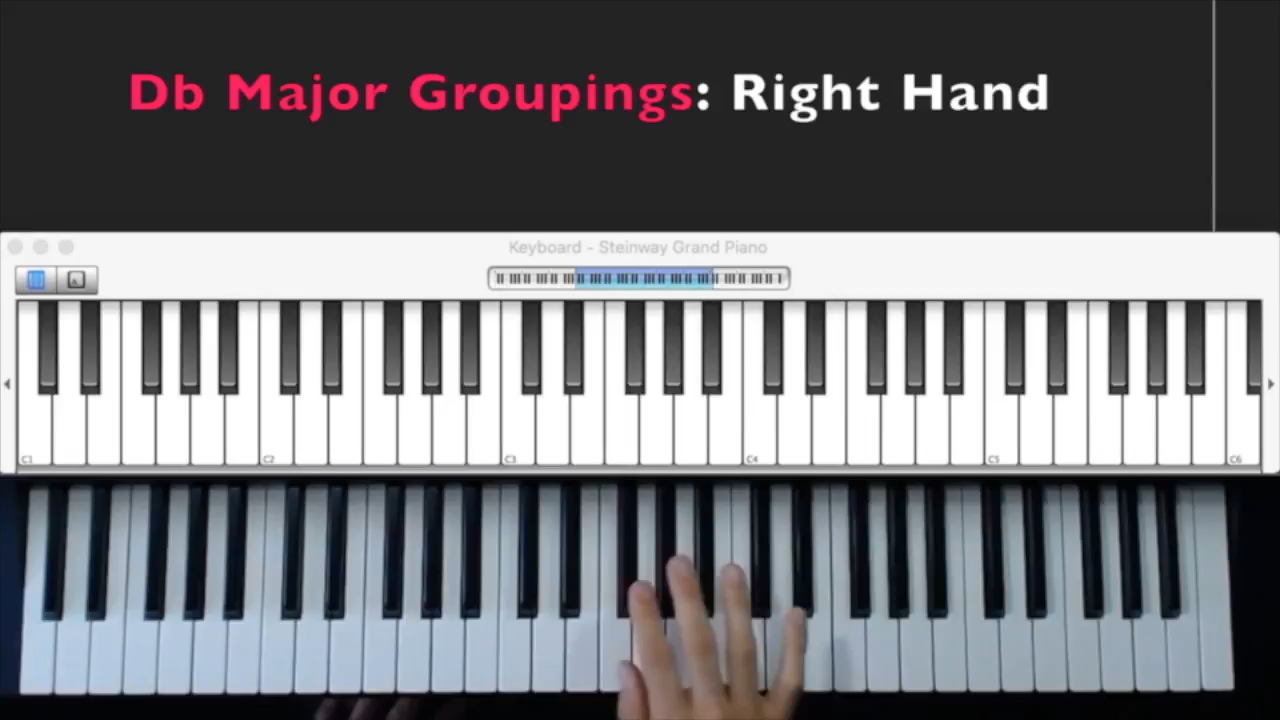 Db Major Groupings: Right Hand
Keyboard - Steinway Grand Piano
C1 C2 C3 C4 C5 C6